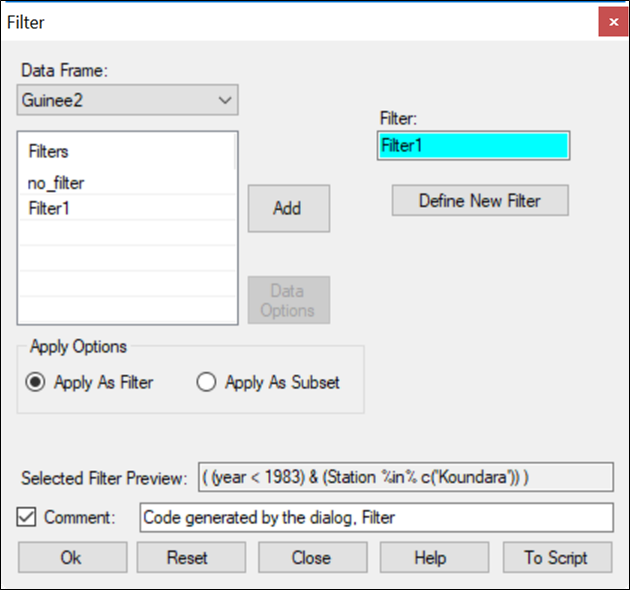 Filter
Data Frame:
Guinee2
Filter:
Filter1
Filters
no_filter
Filter1
Add
Define New Filter
Data
Options
Apply Options
Apply As Filter
Apply As Subset
Selected Filter Preview:
( (year < 1983) & (Station %in% c('Koundara')) )
Comment:
Code generated by the dialog, Filter
Ok
Reset
Close
Help
To Script